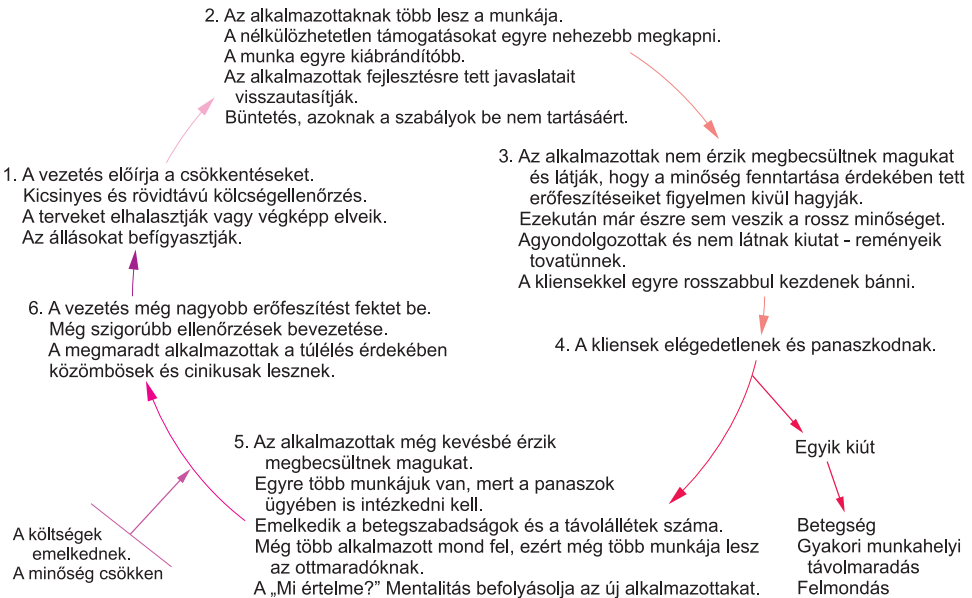 2. Az alkalmazottaknak több lesz a munkája.
A nélkülözhetetlen támogatásokat egyre nehezebb megkapni.
A munka egyre kiábrándítóbb.
Az alkalmazottak fejlesztésre tett javaslatait
visszautasítják.
Büntetés, azoknak a szabályok be nem tartásáért.
1. A vezetés előírja a csökkentéseket.
Kicsinyes és rövidtávú kölcségellenőrzés.
A terveket elhalasztják vagy végképp elveik.
Az állásokat befígyasztják.
3. Az alkalmazottak nem érzik megbecsültnek magukat
és látják, hogy a minőség fenntartása érdekében tett
erőfeszítéseiket figyelmen kivül hagyják.
Ezekután már észre sem veszik a rossz minőséget.
Agyondolgozottak és nem látnak kiutat - reményeik
tovatünnek.
A kliensekkel egyre rosszabbul kezdenek bánni.
6. A vezetés még nagyobb erőfeszítést fektet be.
Még szigorúbb ellenőrzések bevezetése.
A megmaradt alkalmazottak a túlélés érdekében
közömbösek és cinikusak lesznek.
4. A kliensek elégedetlenek és panaszkodnak.
5. Az alkalmazottak még kevésbé érzik
megbecsültnek magukat.
Egyre több munkájuk van, mert a panaszok
ügyében is intézkedni kell.
Emelkedik a betegszabadságok és a távolállétek száma.
Még több alkalmazott mond fel, ezért még több munkája lesz
az ottmaradóknak.
A „Mi értelme?” Mentalitás befolyásolja az új alkalmazottakat.
Egyik kiút
Betegség
Gyakori munkahelyi
távolmaradás
Felmondás
A költségek
emelkednek.
A minőség csökken